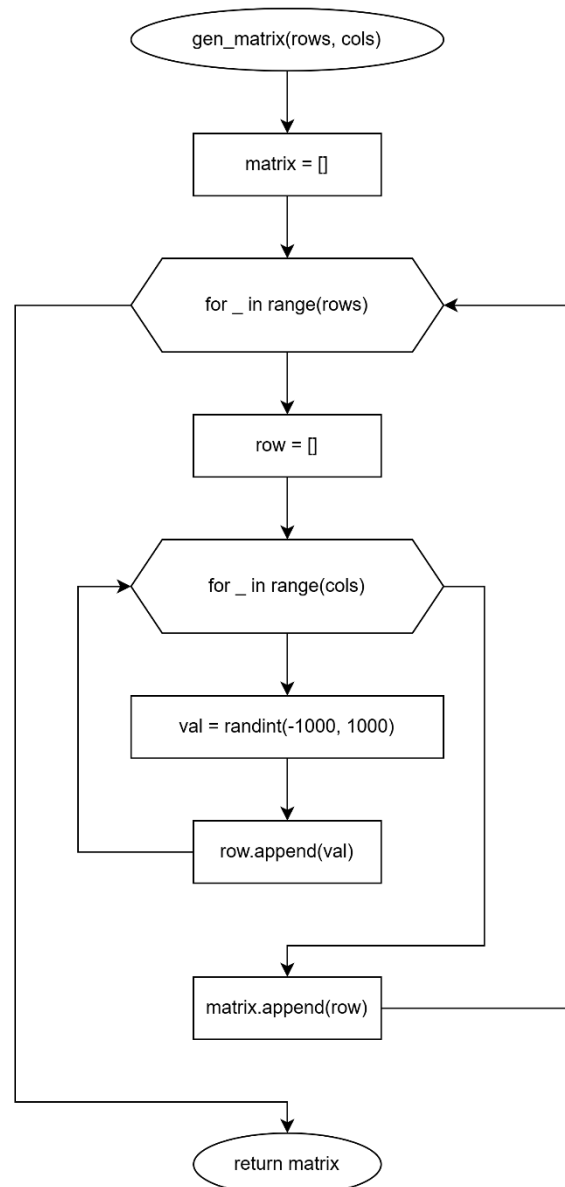 gen_matrix(rows, cols)
matrix = []
for _ in range(rows)
row = []
for _ in range(cols)
val = randint(-1000, 1000)
row.append(val)
matrix.append(row)
return matrix